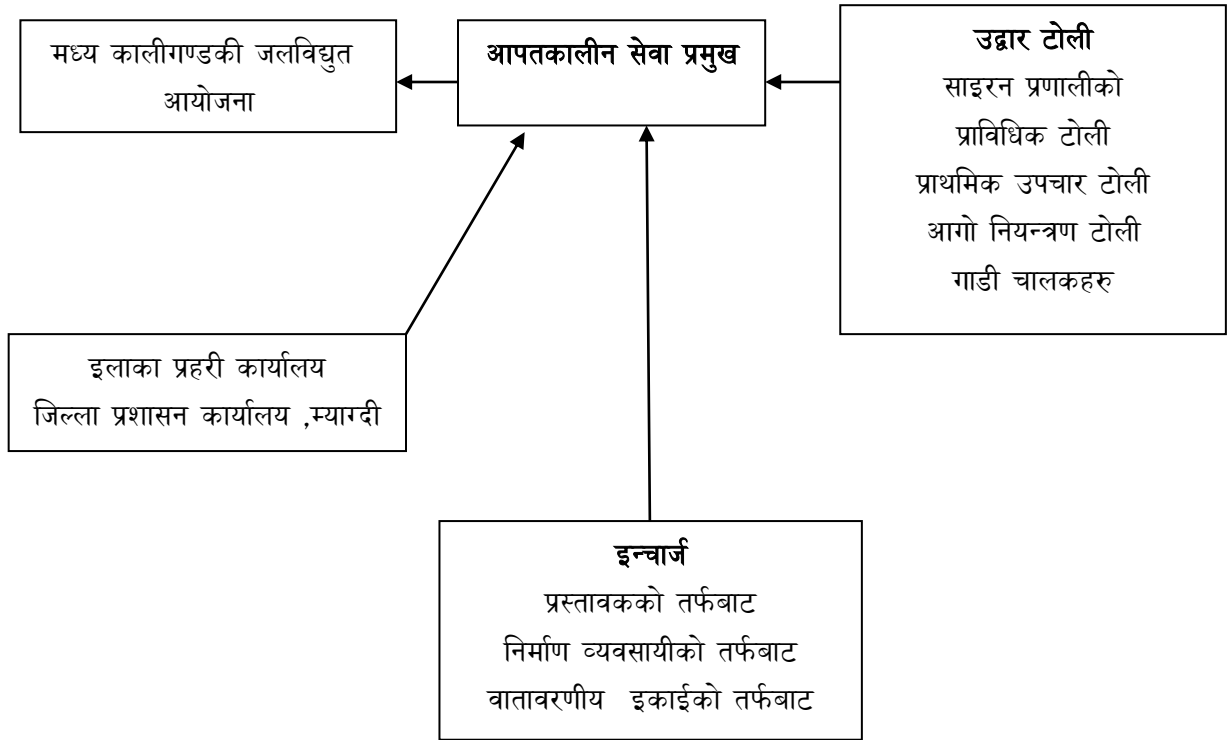 मध्य कालीगण्डकी जलविद्युत
आयोजना
आपतकालीन सेवा प्रमुख
उद्वार टोली
साइरन प्रणालीको
प्राविधिक टोली
प्राथमिक उपचार टोली
आगो नियन्त्रण टोली
गाडी चालकहरु
इलाका प्रहरी कार्यालय
जिल्ला प्रशासन कार्यालय ,म्याग्दी
इन्चार्ज
प्रस्तावकको तर्फबाट
निर्माण व्यवसायीको तर्फबाट
वातावरणीय इकाईको तर्फबाट